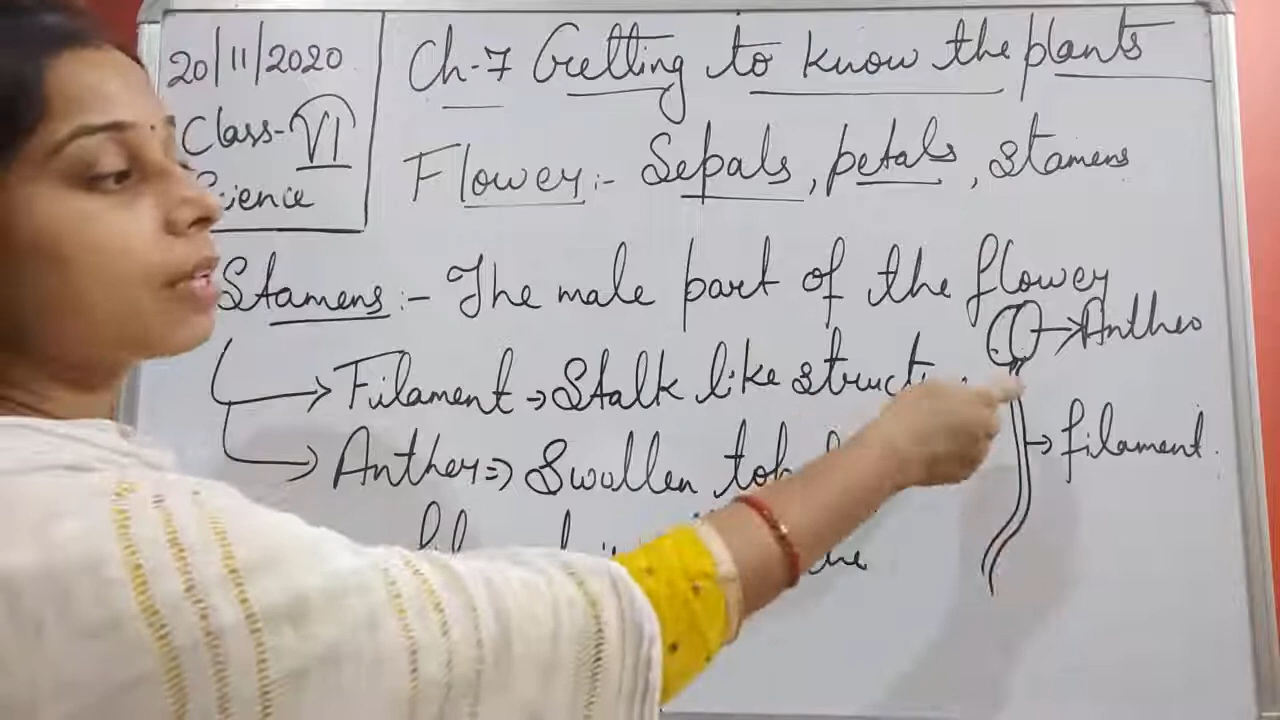 20/11/2020
Class-VI
Science
Ch-7 Getting to know the plants
Flower:- Sepals, petals, stamens
Stamens:- The male part of the flower
Filament → Stalk like
Anther ⇒ Swollen
Anther
filament.